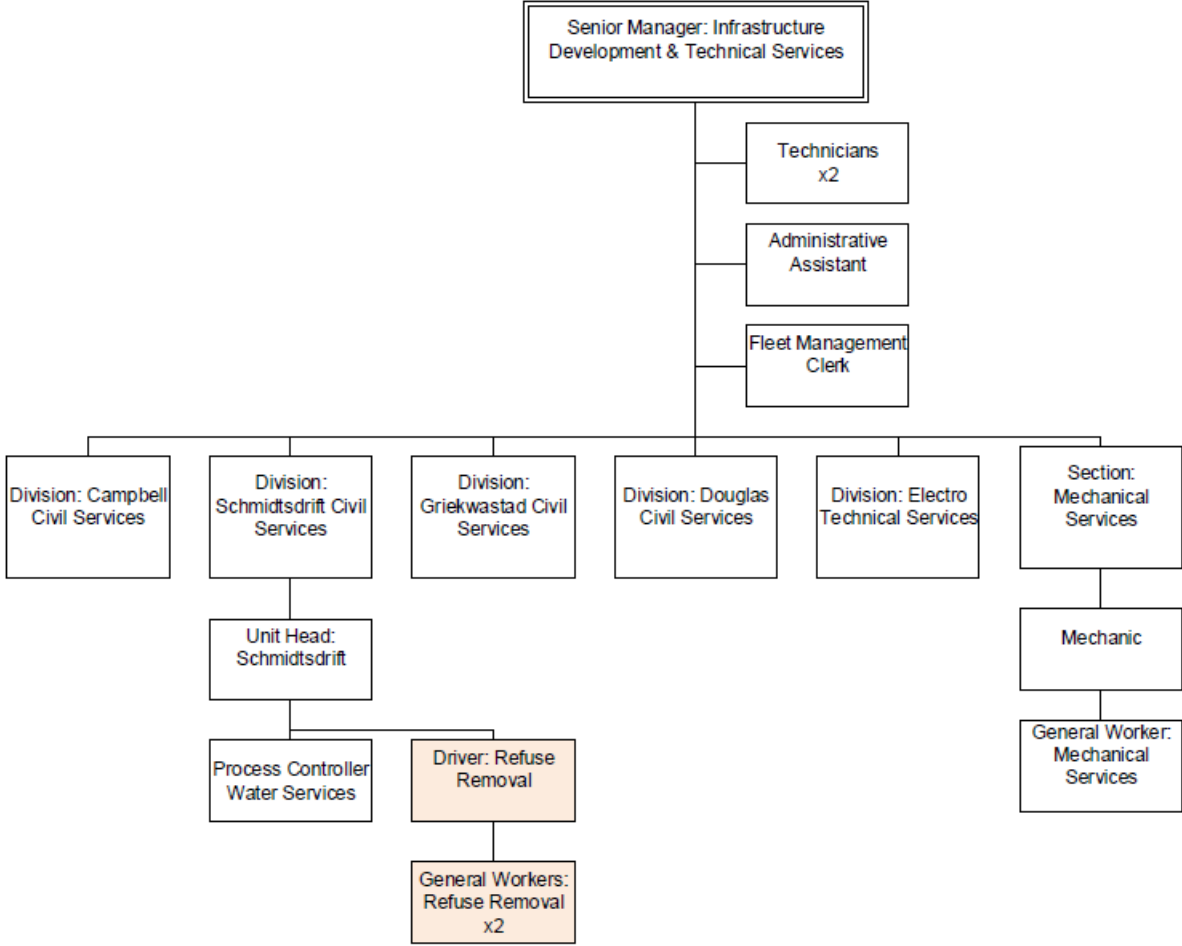 Senior Manager: Infrastructure
Development & Technical Services
Technicians
x2
Administrative
Assistant
Fleet Management
Clerk
Division: Campbell
Civil Services
Division:
Schmidtsdrift Civil
Services
Division:
Griekwastad Civil
Services
Division: Douglas
Civil Services
Division: Electro
Technical Services
Section:
Mechanical
Services
Unit Head:
Schmidtsdrift
Mechanic
Process Controller
Water Services
Driver: Refuse
Removal
General Worker:
Mechanical
Services
General Workers:
Refuse Removal
x2